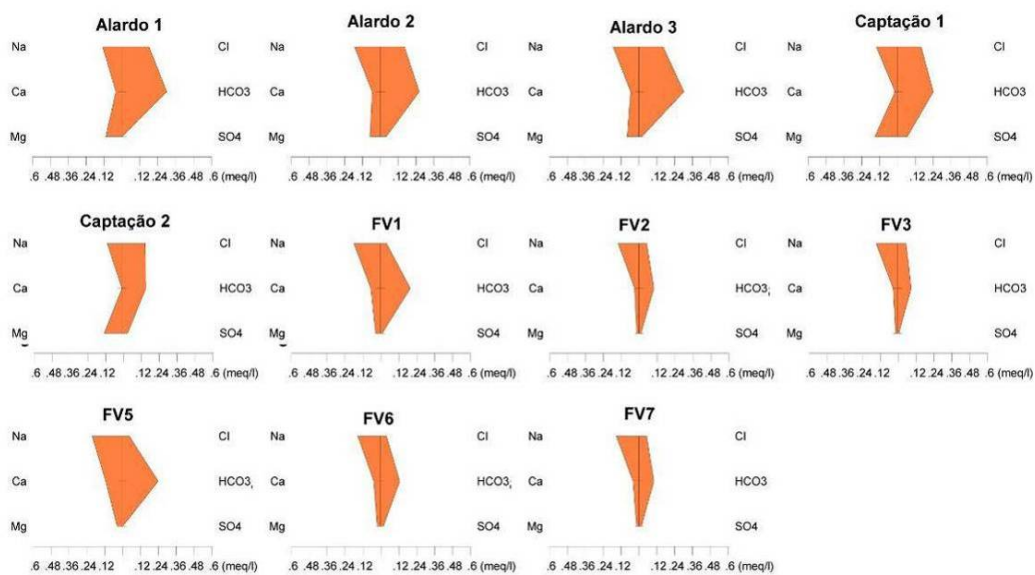 Alardo 1 Alardo 2 Alardo 3 Captação 1
Na Cl Na Cl Na Cl Na Cl
Ca HCO3 Ca HCO3 Ca HCO3 Ca HCO3
Mg SO4 Mg SO4 Mg SO4 Mg SO4
.6 .48 .36 .24 .12 .12 .24 .36 .48 .6 (meq/l) .6 .48 .36 .24 .12 .12 .24 .36 .48 .6 (meq/l) .6 .48 .36 .24 .12 .12 .24 .36 .48 .6 (meq/l) .6 .48 .36 .24 .12 .12 .24 .36 .48 .6 (meq/l)
Captação 2 FV1 FV2 FV3
Na Cl Na Cl Na Cl Na Cl
Ca HCO3 Ca HCO3 Ca HCO3 Ca HCO3
Mg SO4 Mg SO4 Mg SO4 Mg SO4
.6 .48 .36 .24 .12 .12 .24 .36 .48 .6 (meq/l) .6 .48 .36 .24 .12 .12 .24 .36 .48 .6 (meq/l) .6 .48 .36 .24 .12 .12 .24 .36 .48 .6 (meq/l) .6 .48 .36 .24 .12 .12 .24 .36 .48 .6 (meq/l)
FV5 FV6 FV7
Na Cl Na Cl Na Cl
Ca HCO3 Ca HCO3 Ca HCO3
Mg SO4 Mg SO4 Mg SO4
.6 .48 .36 .24 .12 .12 .24 .36 .48 .6 (meq/l) .6 .48 .36 .24 .12 .12 .24 .36 .48 .6 (meq/l) .6 .48 .36 .24 .12 .12 .24 .36 .48 .6 (meq/l)